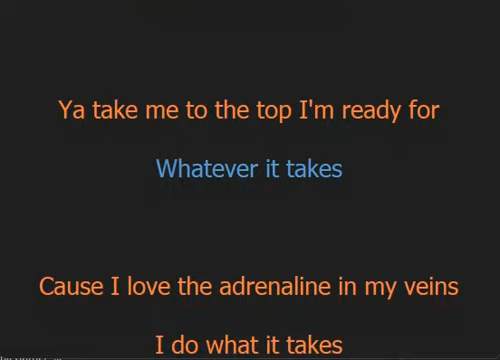 Ya take me to the top I'm ready for
Whatever it takes
Cause I love the adrenaline in my veins
I do what it takes